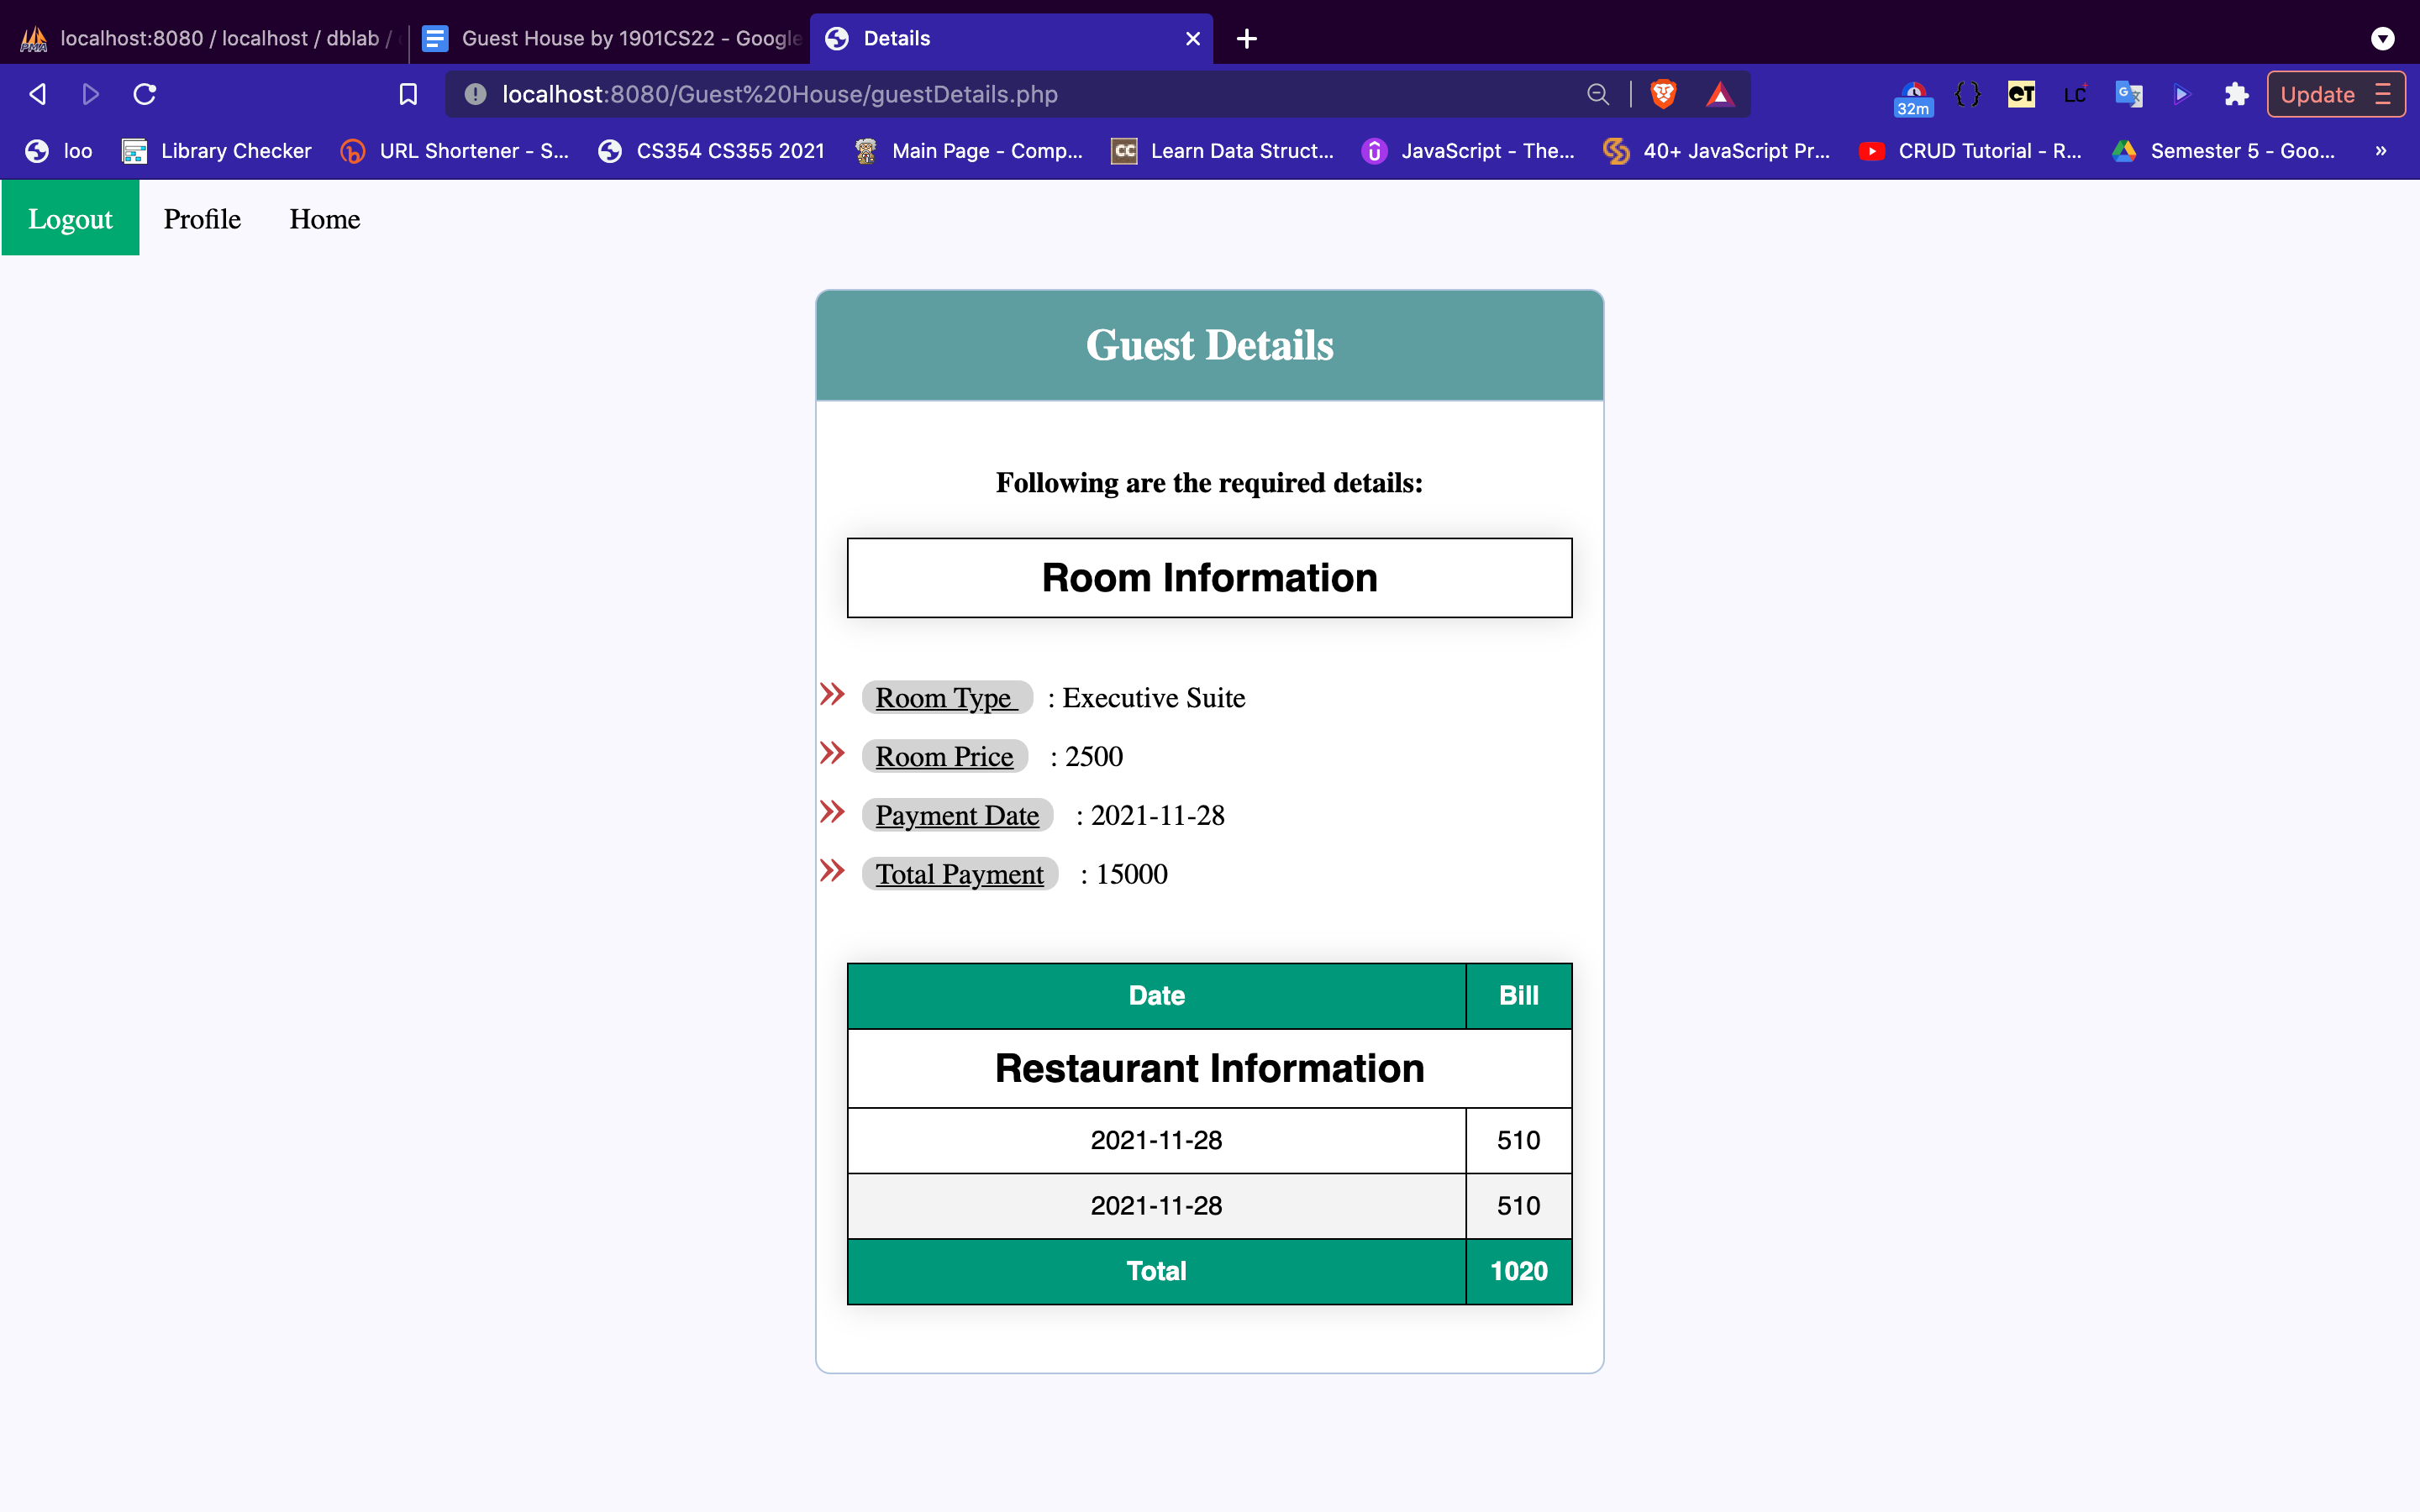 localhost:8080 / localhost / dblab /
Guest House by 1901CS22 - Google
Details
localhost:8080/Guest%20House/guestDetails.php
32m
Update
loo
Library Checker
URL Shortener - S...
CS354 CS355 2021
Main Page - Comp...
Learn Data Struct...
JavaScript - The...
40+ JavaScript Pr...
CRUD Tutorial - R...
Semester 5 - Goo...
»
Logout Profile Home
Guest Details
Following are the required details:
Room Information
» Room Type : Executive Suite
» Room Price : 2500
» Payment Date : 2021-11-28
» Total Payment : 15000
Date Bill
Restaurant Information
2021-11-28 510
2021-11-28 510
Total 1020